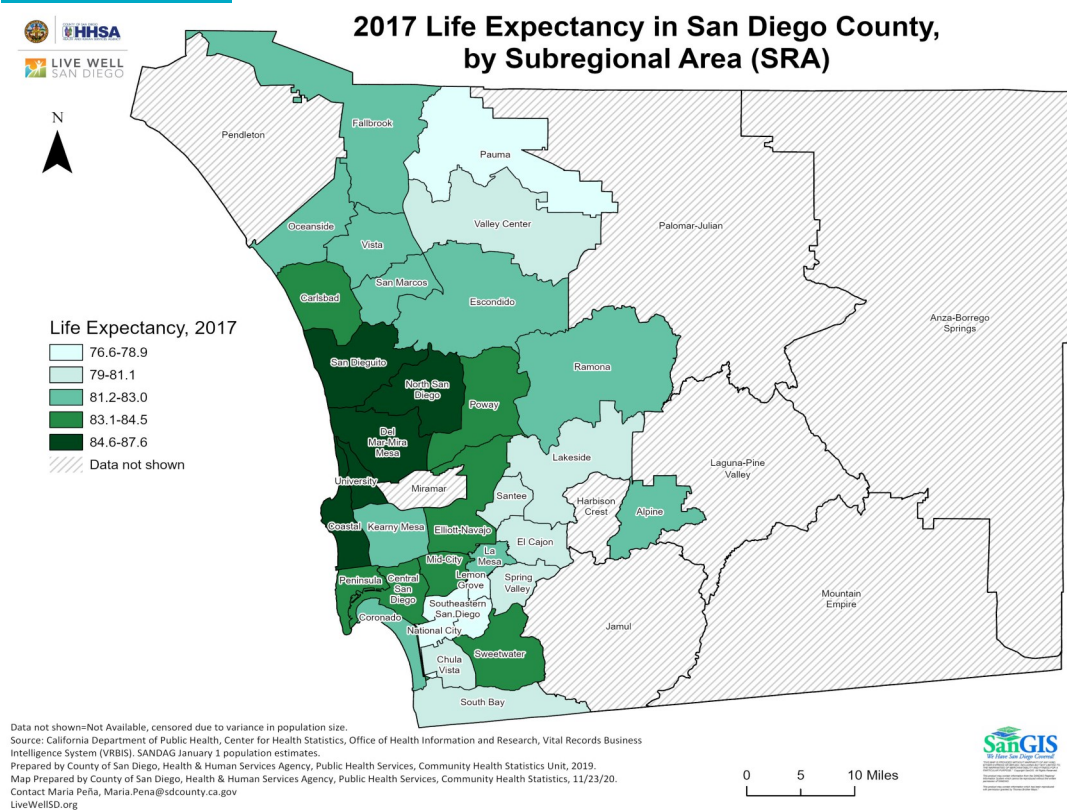 COUNTY OF SAN DIEGO
HHSA
HEALTH AND HUMAN SERVICES AGENCY
LIVE WELL
SAN DIEGO
2017 Life Expectancy in San Diego County,
by Subregional Area (SRA)
N
Pendleton
Fallbrook
Pauma
Oceanside
Vista
Valley Center
Palomar-Julian
San Marcos
Carlsbad
Escondido
Anza-Borrego
Springs
Life Expectancy, 2017
76.6-78.9
79-81.1
81.2-83.0
83.1-84.5
84.6-87.6
Data not shown
San Dieguito
North San
Diego
Poway
Ramona
Del
Mar-Mira
Mesa
Lakeside
Laguna-Pine
Valley
University
Miramar
Santee
Harbison
Crest
Alpine
Coastal
Kearny Mesa
Elliott-Navajo
El Cajon
Mid-City
La
Mesa
Peninsula
Central
San
Diego
Lemon
Grove
Spring
Valley
Mountain
Empire
Coronado
Southeastern
San Diego
National City
Jamul
Chula
Vista
Sweetwater
South Bay
Data not shown=Not Available, censored due to variance in population size.
Source: California Department of Public Health, Center for Health Statistics, Office of Health Information and Research, Vital Records Business
Intelligence System (VRBIS). SANDAG January 1 population estimates.
Prepared by County of San Diego, Health & Human Services Agency, Public Health Services, Community Health Statistics Unit, 2019.
Map Prepared by County of San Diego, Health & Human Services Agency, Public Health Services, Community Health Statistics, 11/23/20.
Contact Maria Peña, Maria.Pena@sdcounty.ca.gov
LiveWellSD.org
0 5 10 Miles
SanGIS
We Have San Diego Covered!